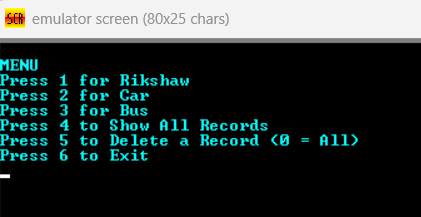 SCR emulator screen (80x25 chars)
MENU
Press 1 for Rikshaw
Press 2 for Car
Press 3 for Bus
Press 4 to Show All Records
Press 5 to Delete a Record (0 = All)
Press 6 to Exit